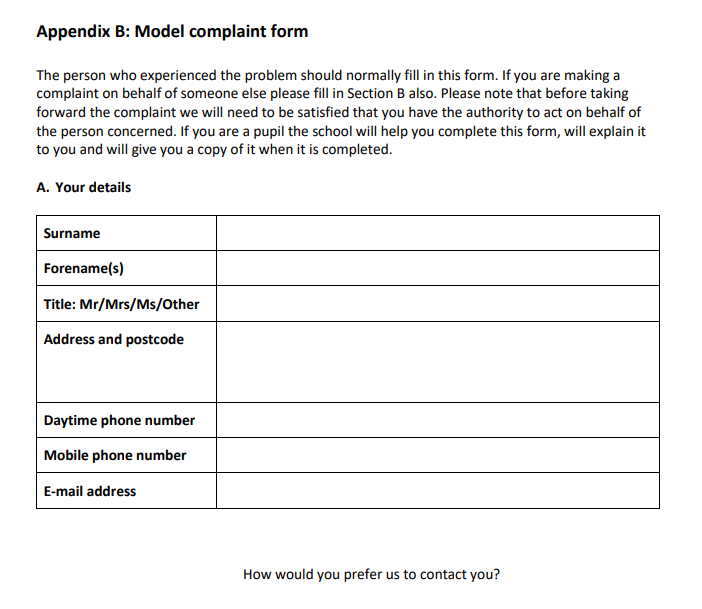 Appendix B: Model complaint form
The person who experienced the problem should normally fill in this form. If you are making a
complaint on behalf of someone else please fill in Section B also. Please note that before taking
forward the complaint we will need to be satisfied that you have the authority to act on behalf of
the person concerned. If you are a pupil the school will help you complete this form, will explain it
to you and will give you a copy of it when it is completed.
A. Your details
Surname
Forename(s)
Title: Mr/Mrs/Ms/Other
Address and postcode
Daytime phone number
Mobile phone number
E-mail address
How would you prefer us to contact you?